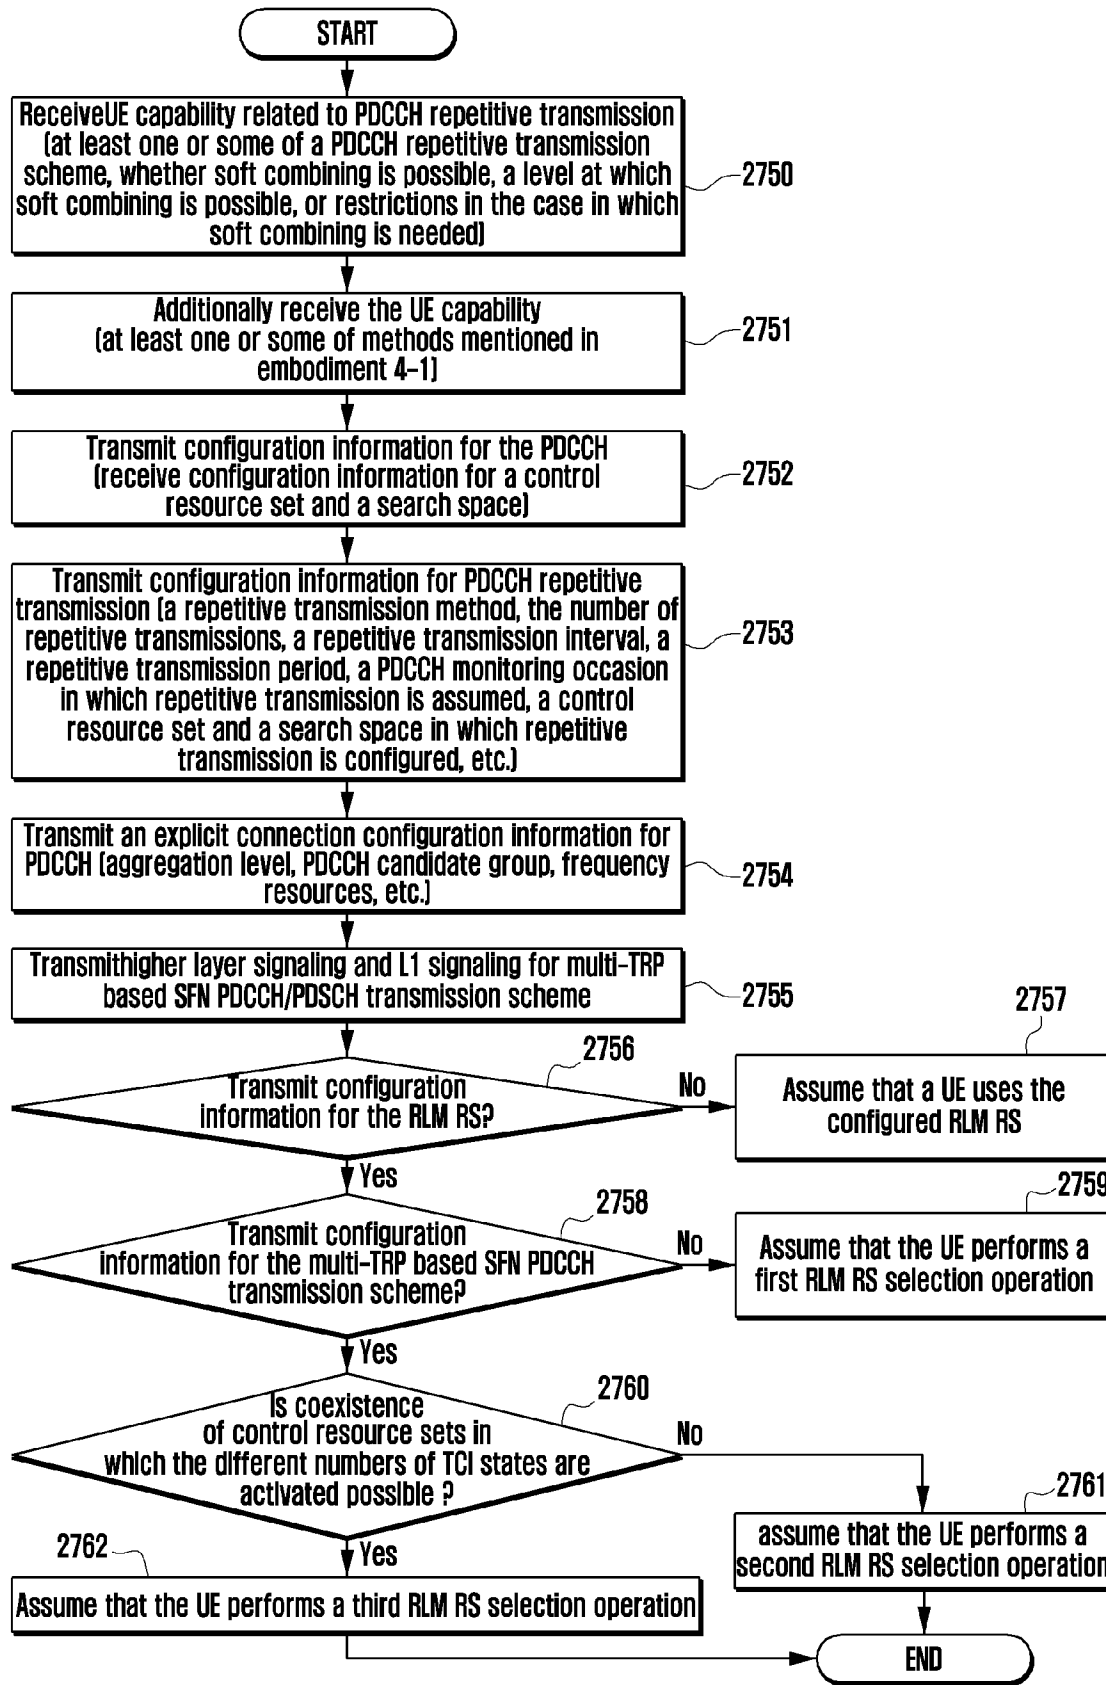 START
ReceiveUE capability related to PDCCH repetitive transmission
(at least one or some of a PDCCH repetitive transmission
scheme, whether soft combining is possible, a level at which
soft combining is possible, or restrictions in the case in which
soft combining is needed)
2750
Additionally receive the UE capability
(at least one or some of methods mentioned in
embodiment 4-1)
2751
Transmit configuration information for the PDCCH
(receive configuration information for a control
resource set and a search space)
2752
Transmit configuration information for PDCCH repetitive
transmission (a repetitive transmission method, the number of
repetitive transmissions, a repetitive transmission interval, a
repetitive transmission period, a PDCCH monitoring occasion
in which repetitive transmission is assumed, a control
resource set and a search space in which repetitive
transmission is configured, etc.)
2753
Transmit an explicit connection configuration information for
PDCCH (aggregation level, PDCCH candidate group, frequency
resources, etc.)
2754
Transmithigher layer signaling and L1 signaling for multi-TRP
based SFN PDCCH/PDSCH transmission scheme
2755
2756
Transmit configuration
information for the RLM RS?
No
2757
Assume that a UE uses the
configured RLM RS
Yes
2758
Transmit configuration
information for the multi-TRP based SFN PDCCH
transmission scheme?
No
2759
Assume that the UE performs a
first RLM RS selection operation
Yes
2760
Is coexistence
of control resource sets in
which the different numbers of TCI states are
activated possible ?
No
2761
assume that the UE performs a
second RLM RS selection operation
Yes
2762
Assume that the UE performs a third RLM RS selection operation
END